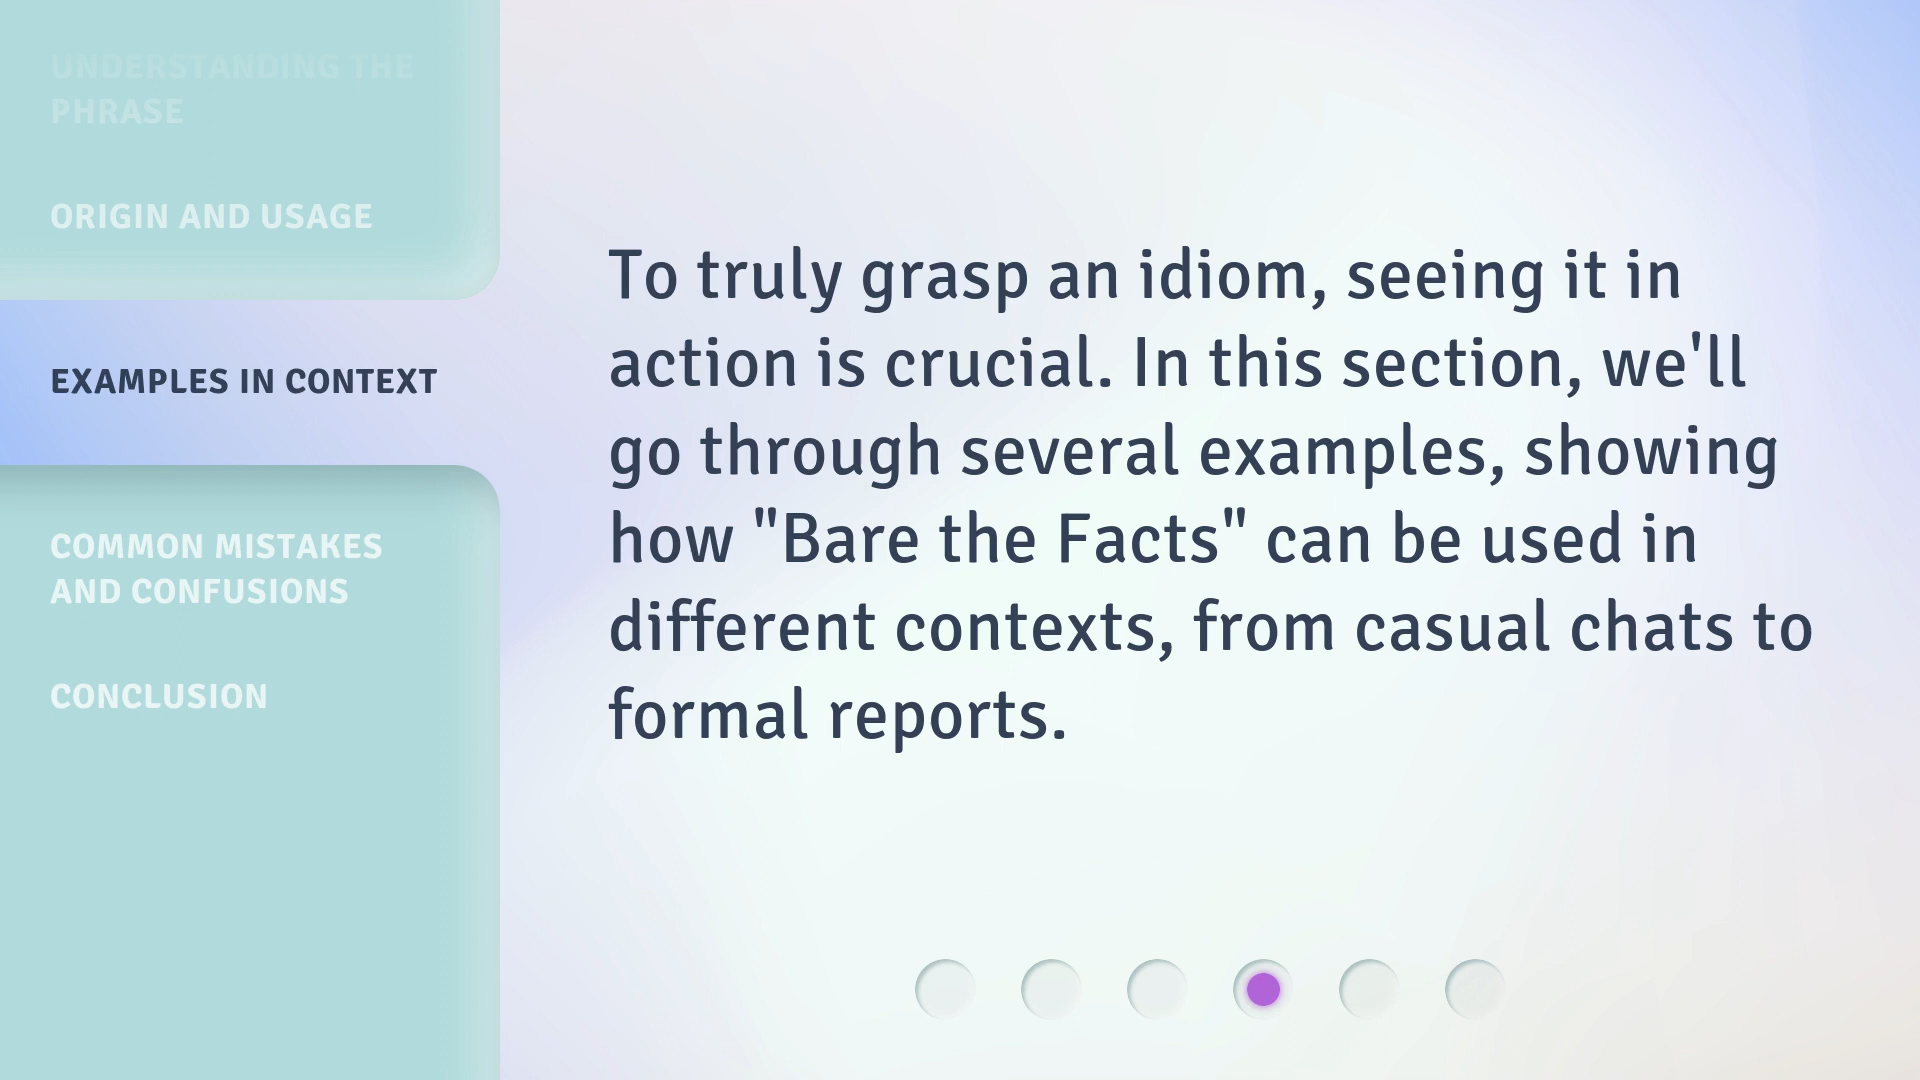 UNDERSTANDING THE
PHRASE
ORIGIN AND USAGE
EXAMPLES IN CONTEXT
COMMON MISTAKES
AND CONFUSIONS
CONCLUSION
To truly grasp an idiom, seeing it in
action is crucial. In this section, we'll
go through several examples, showing
how "Bare the Facts" can be used in
different contexts, from casual chats to
formal reports.